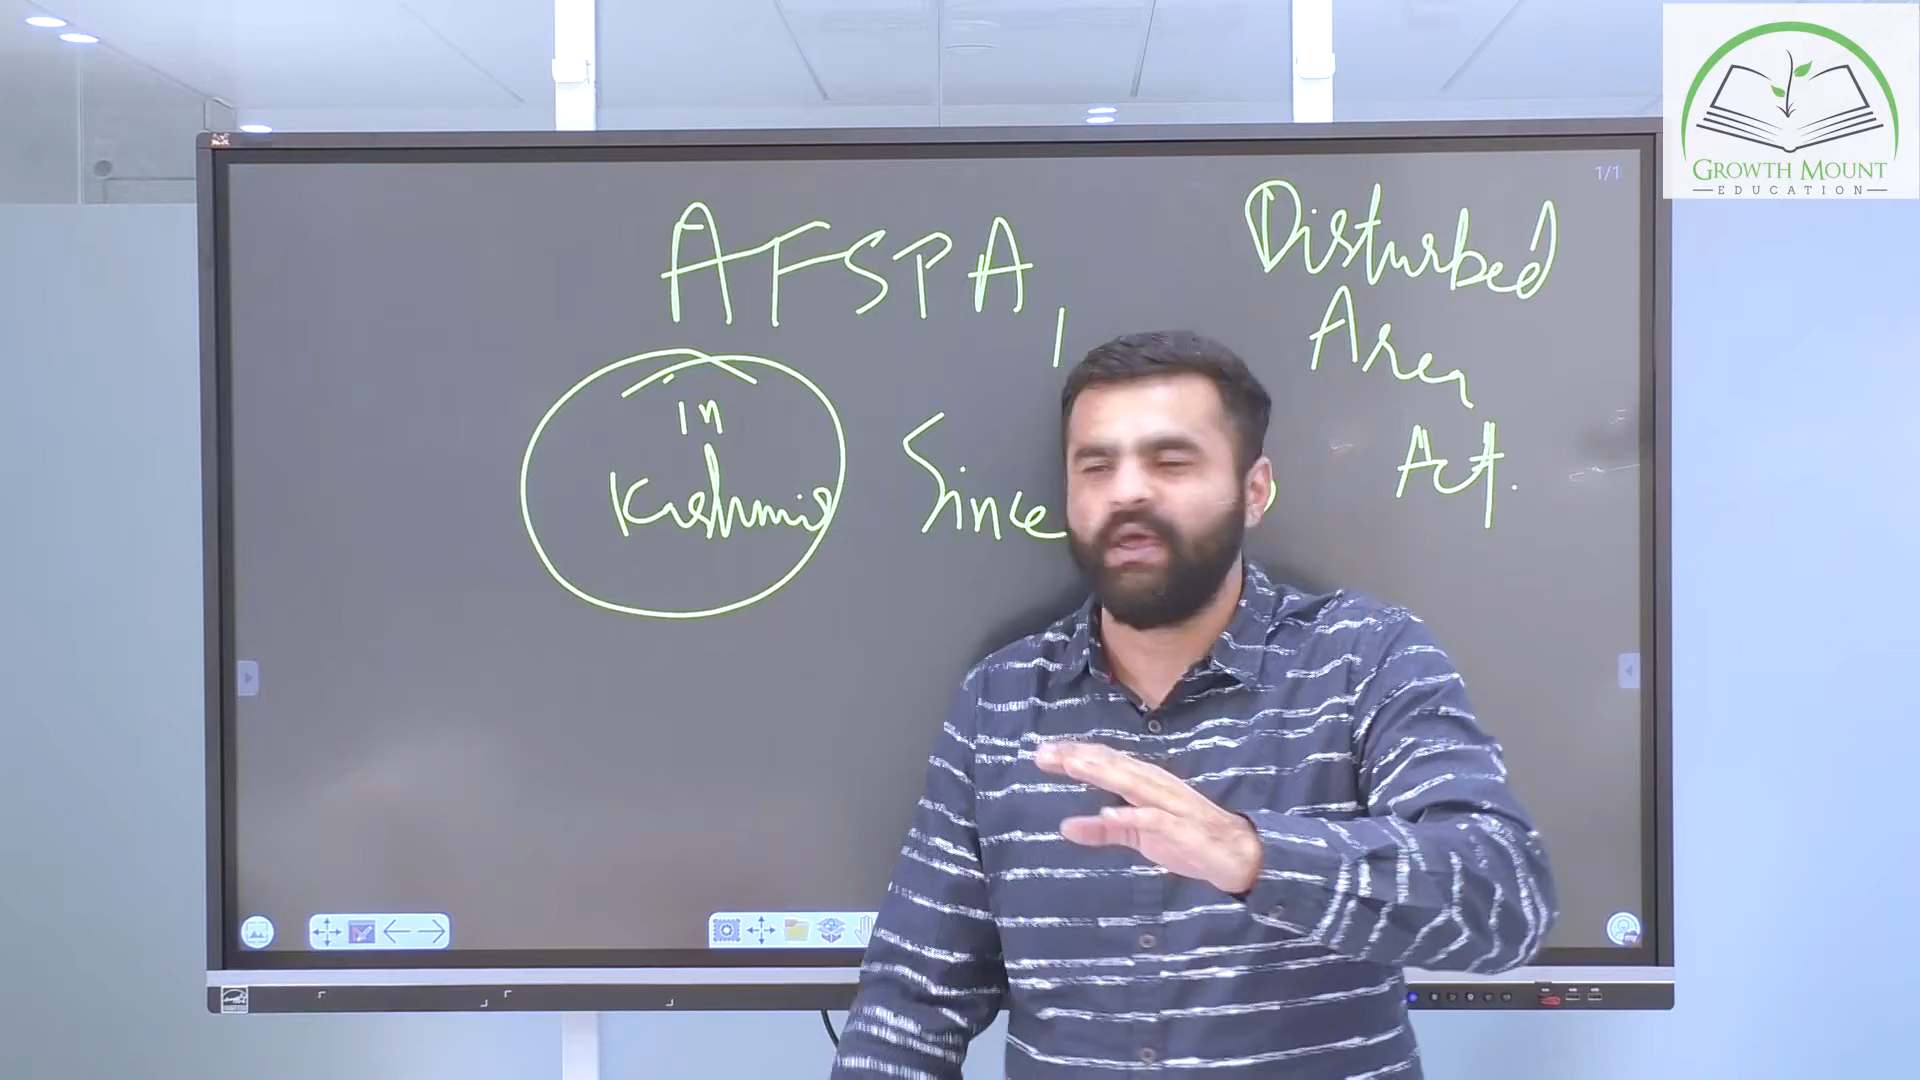 AFSPA,
in
Kashmir
Since
Disturbed
Area
Act.
1/1
GROWTH MOUNT
EDUCATION